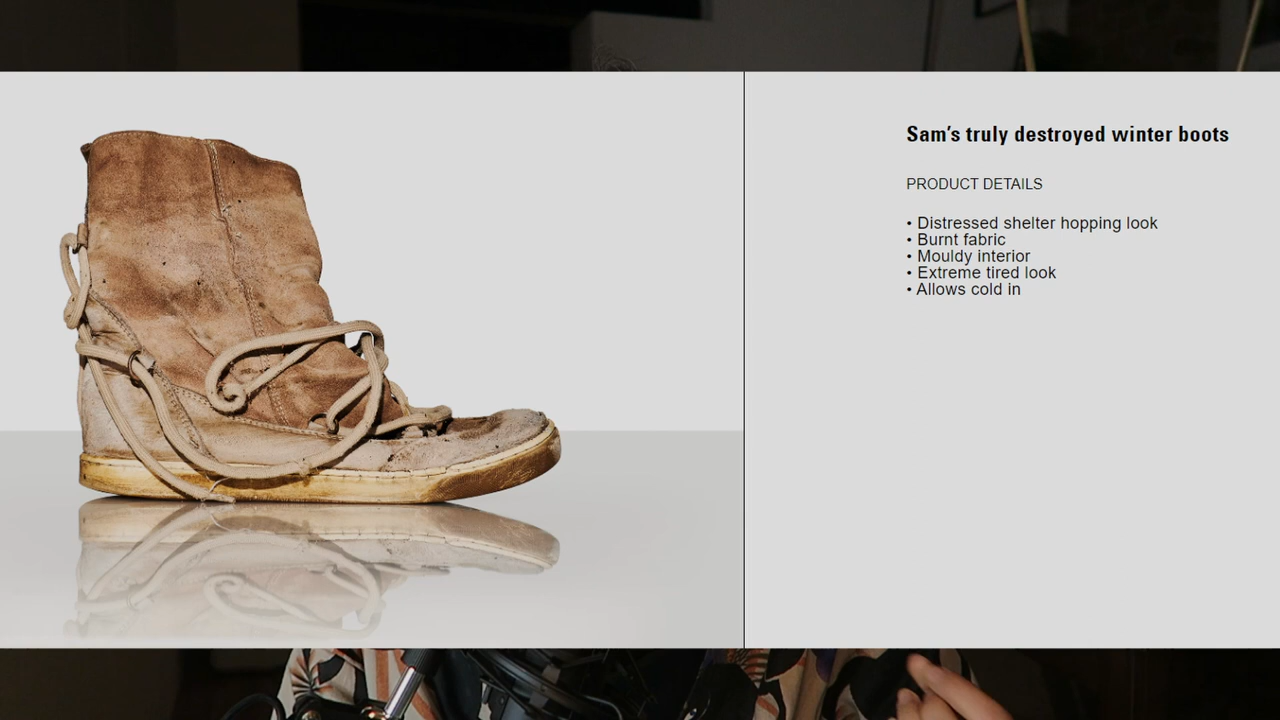 Sam's truly destroyed winter boots
PRODUCT DETAILS
• Distressed shelter hopping look
• Burnt fabric
• Mouldy interior
• Extreme tired look
• Allows cold in